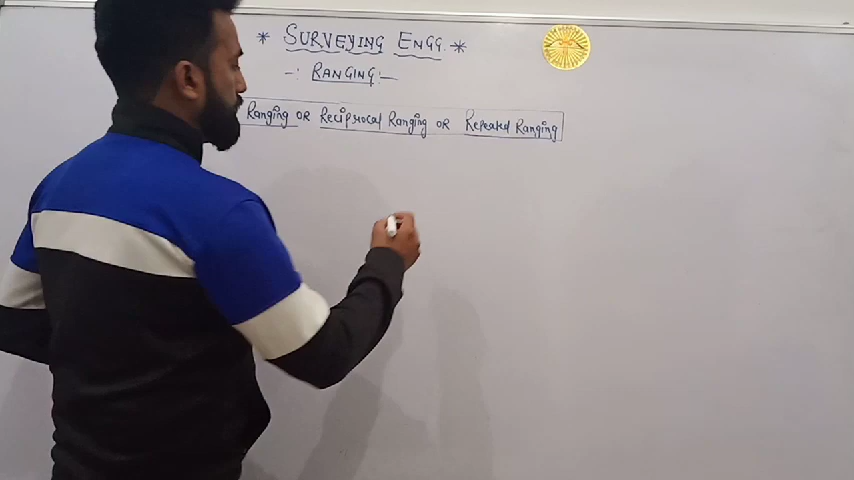 * SURVEYING ENGG. *
-: RANGING :-
Ranging OR Reciprocal Ranging OR Repeated Ranging